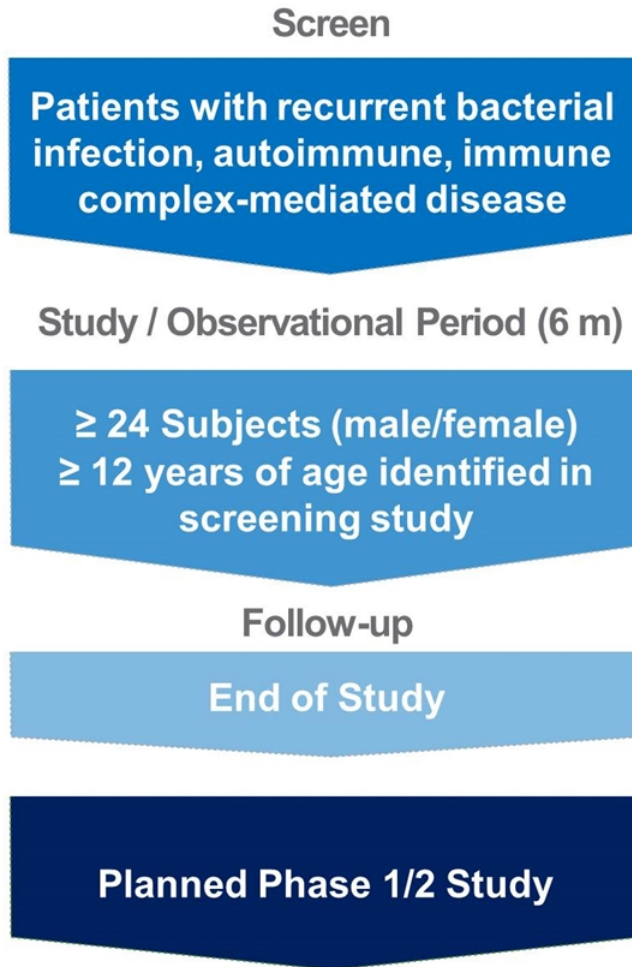 Screen
Patients with recurrent bacterial
infection, autoimmune, immune
complex-mediated disease
Study / Observational Period (6 m)
≥ 24 Subjects (male/female)
≥ 12 years of age identified in
screening study
Follow-up
End of Study
Planned Phase 1/2 Study